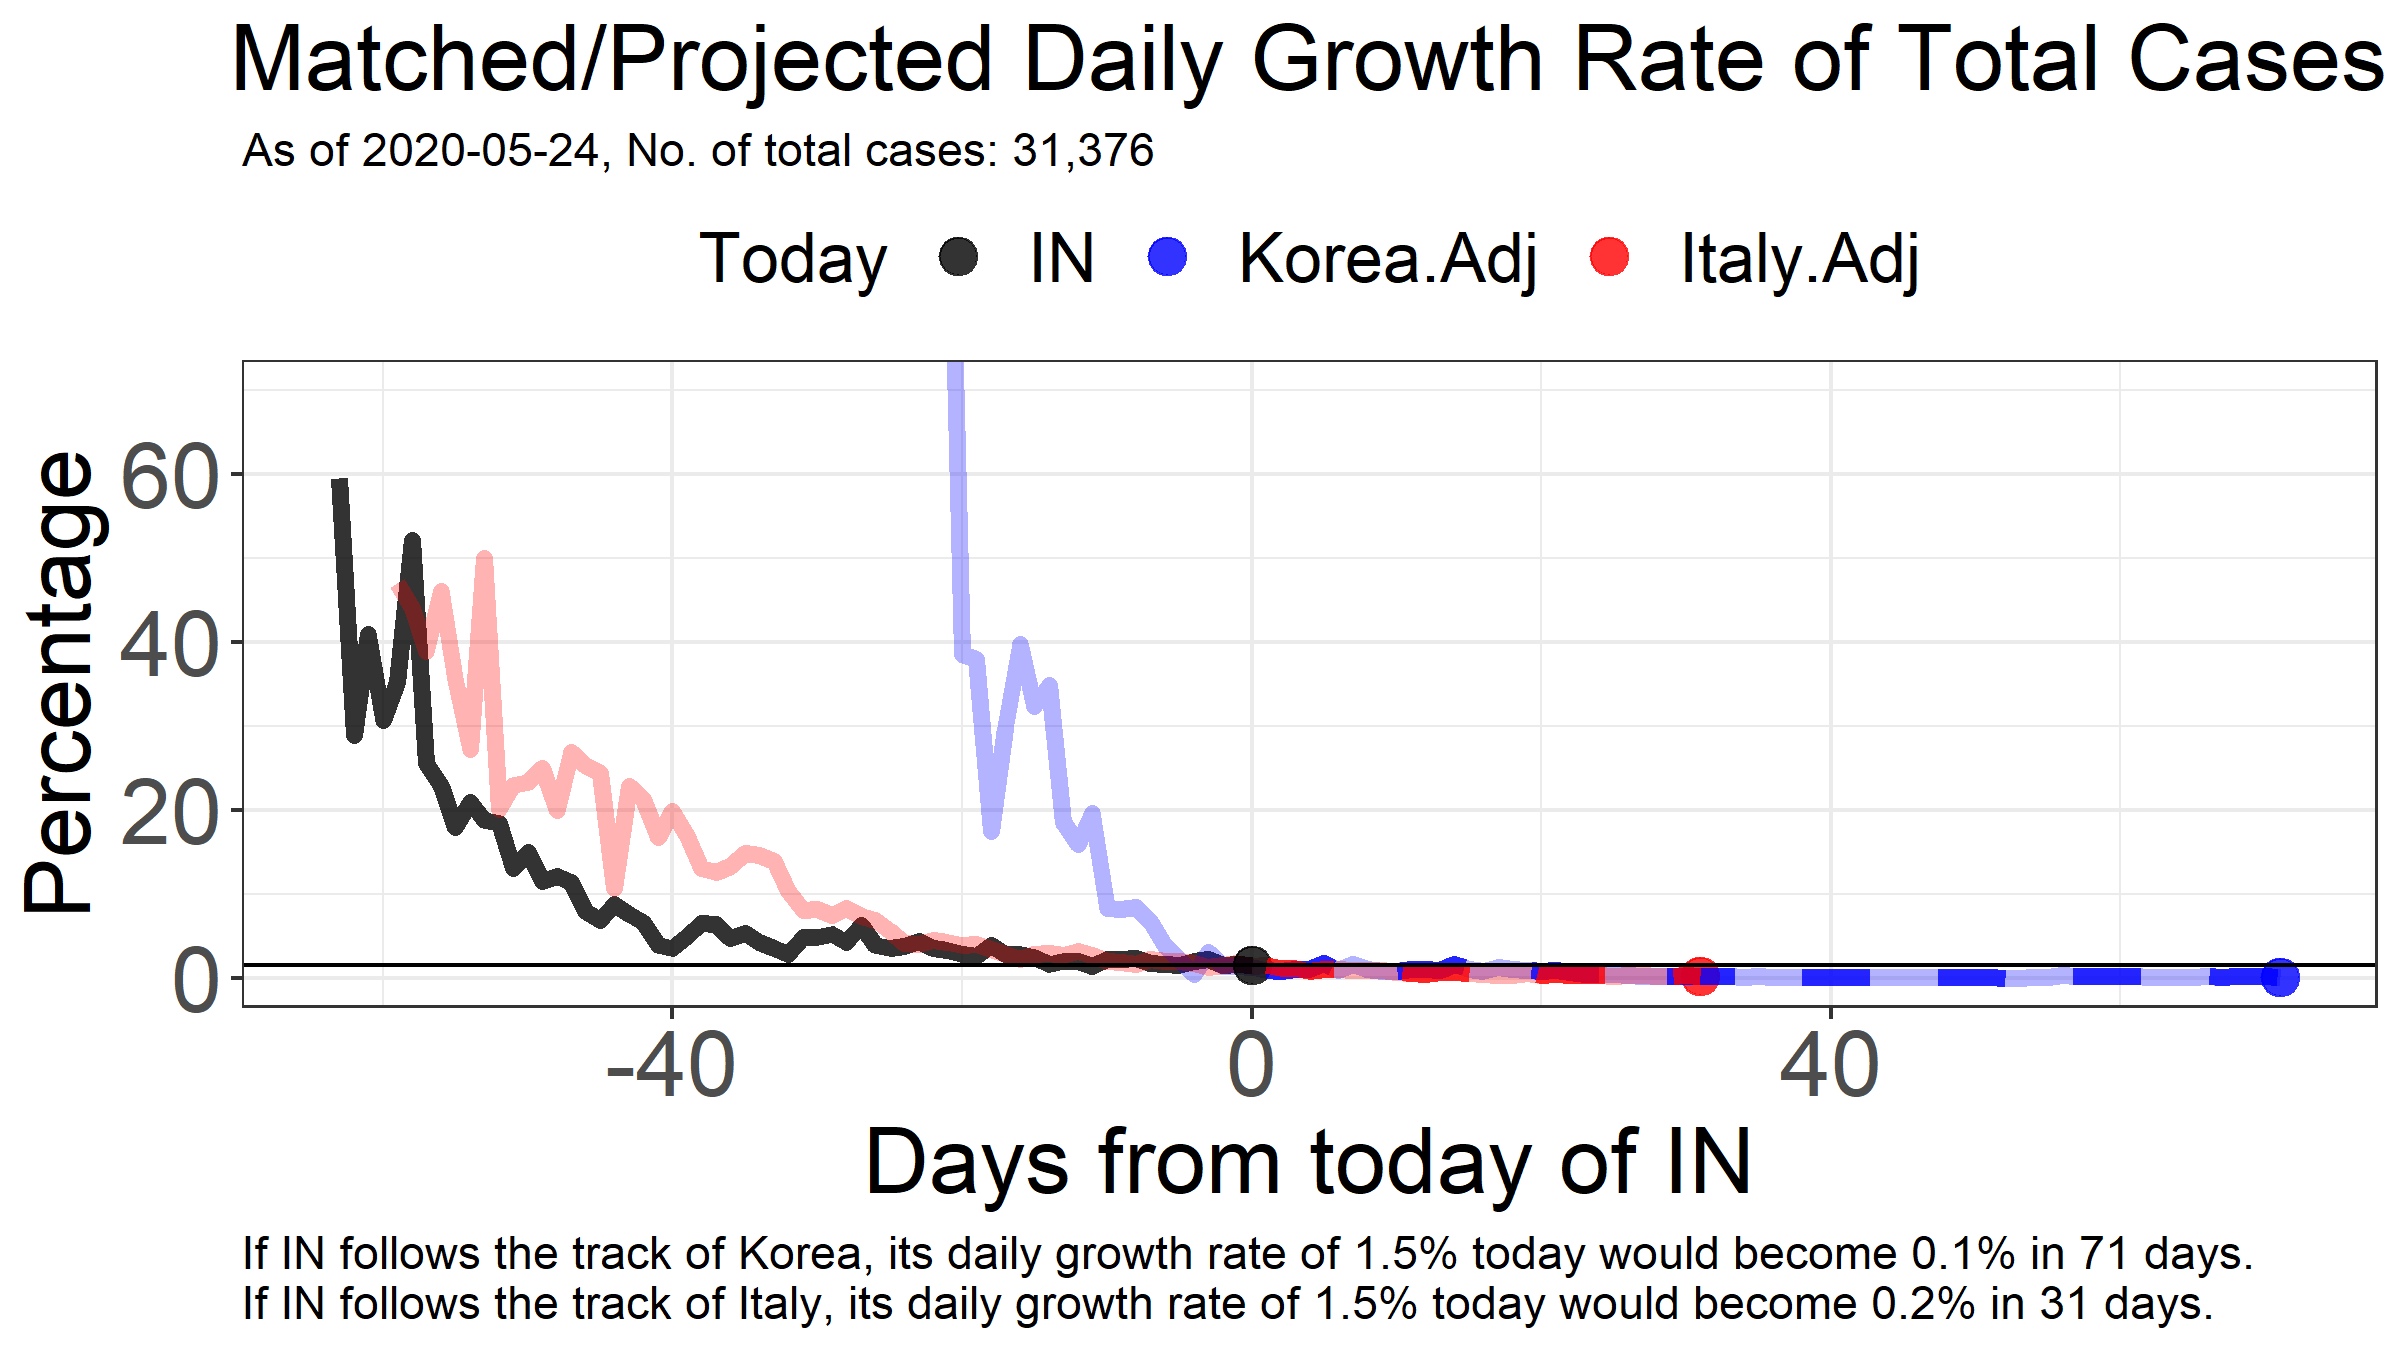 Matched/Projected Daily Growth Rate of Total Cases
As of 2020-05-24, No. of total cases: 31,376
Today IN Korea.Adj Italy.Adj
Percentage
60
40
20
0
-40 0 40
Days from today of IN
If IN follows the track of Korea, its daily growth rate of 1.5% today would become 0.1% in 71 days.
If IN follows the track of Italy, its daily growth rate of 1.5% today would become 0.2% in 31 days.